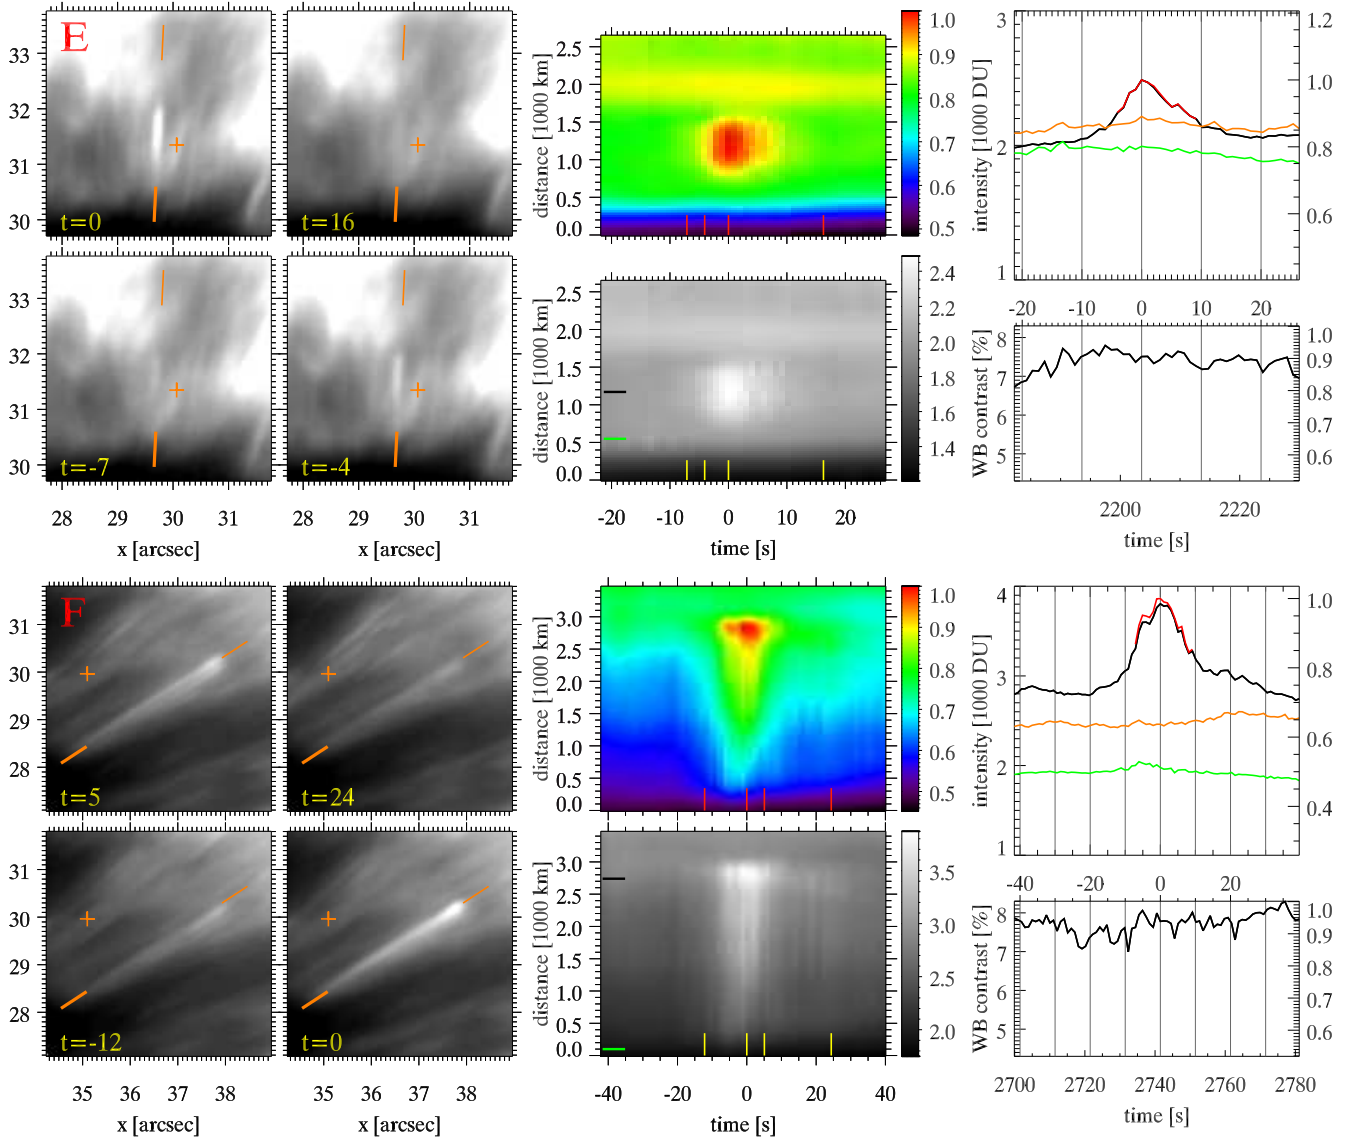 E
33
32
31
30
t=0
t=16
33
32
31
30
t=-7
t=-4
28 29 30 31
28 29 30 31
x [arcsec]
x [arcsec]
distance [1000 km]
2.5
2.0
1.5
1.0
0.5
0.0
1.0
0.9
0.8
0.7
0.6
0.5
distance [1000 km]
2.5
2.0
1.5
1.0
0.5
0.0
2.4
2.2
2.0
1.8
1.6
1.4
-20 -10 0 10 20
time [s]
intensity [1000 DU]
3
2
1
1.2
1.0
0.8
0.6
-20 -10 0 10 20
WB contrast [%]
8
7
6
5
1.0
0.9
0.8
0.7
0.6
2200 2220
time [s]
F
31
30
29
28
t=5
t=24
31
30
29
28
t=-12
t=0
35 36 37 38
35 36 37 38
x [arcsec]
x [arcsec]
distance [1000 km]
3.0
2.5
2.0
1.5
1.0
0.5
0.0
1.0
0.9
0.8
0.7
0.6
0.5
distance [1000 km]
3.0
2.5
2.0
1.5
1.0
0.5
0.0
3.5
3.0
2.5
2.0
-40 -20 0 20 40
time [s]
intensity [1000 DU]
4
3
2
1
1.0
0.8
0.6
0.4
-40 -20 0 20
WB contrast [%]
8
7
6
5
1.0
0.9
0.8
0.7
0.6
2700 2720 2740 2760 2780
time [s]